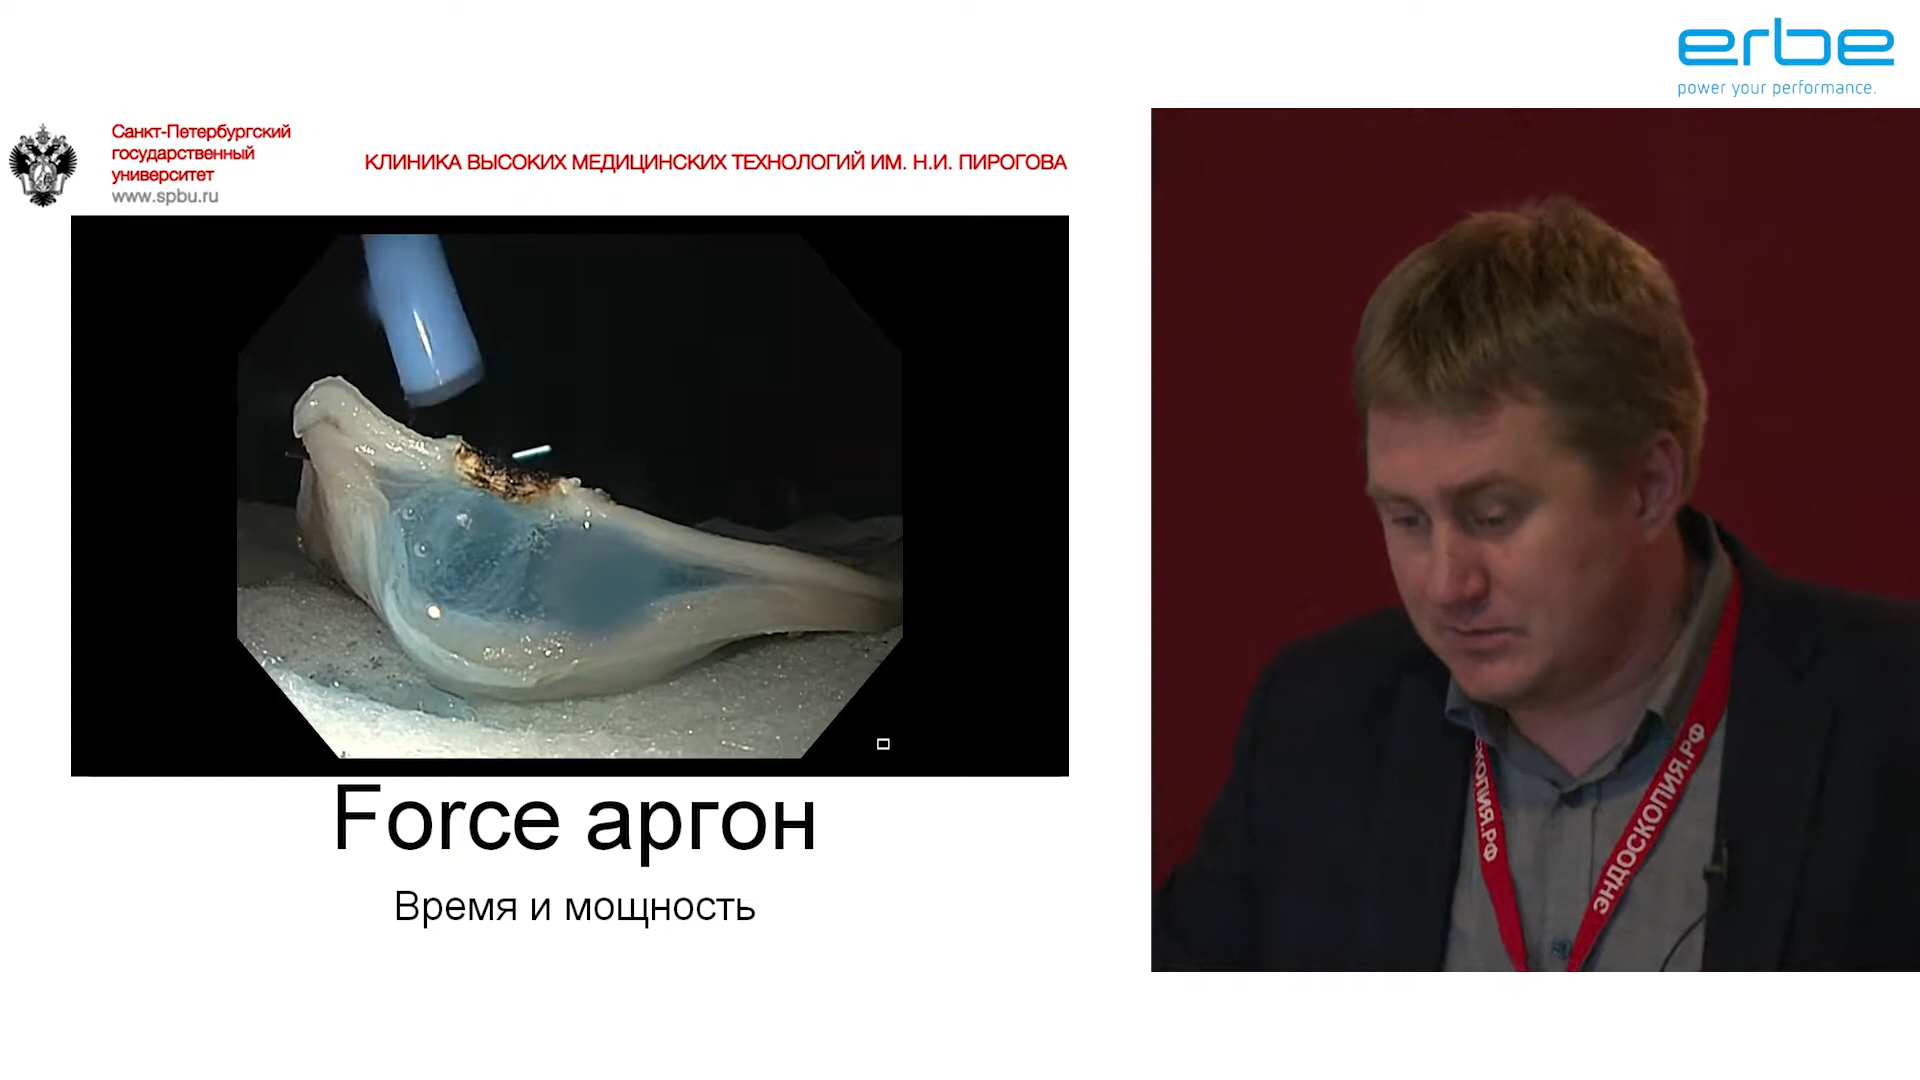 erbe
power your performance.
Санкт-Петербургский
государственный
университет
www.spbu.ru
КЛИНИКА ВЫСОКИХ МЕДИЦИНСКИХ ТЕХНОЛОГИЙ ИМ. Н.И. ПИРОГОВА
Force аргон
Время и мощность
ЭНДОСКОПИЯ.РФ